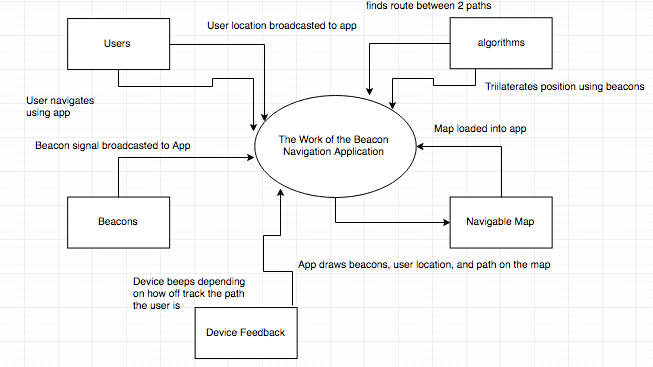 finds route between 2 paths
User location broadcasted to app
Users
algorithms
Triilaterates position using beacons
User navigates
using app
Map loaded into app
The Work of the Beacon
Navigation Application
Beacon signal broadcasted to App
Beacons
Navigable Map
App draws beacons, user location, and path on the map
Device beeps depending
on how off track the path
the user is
Device Feedback